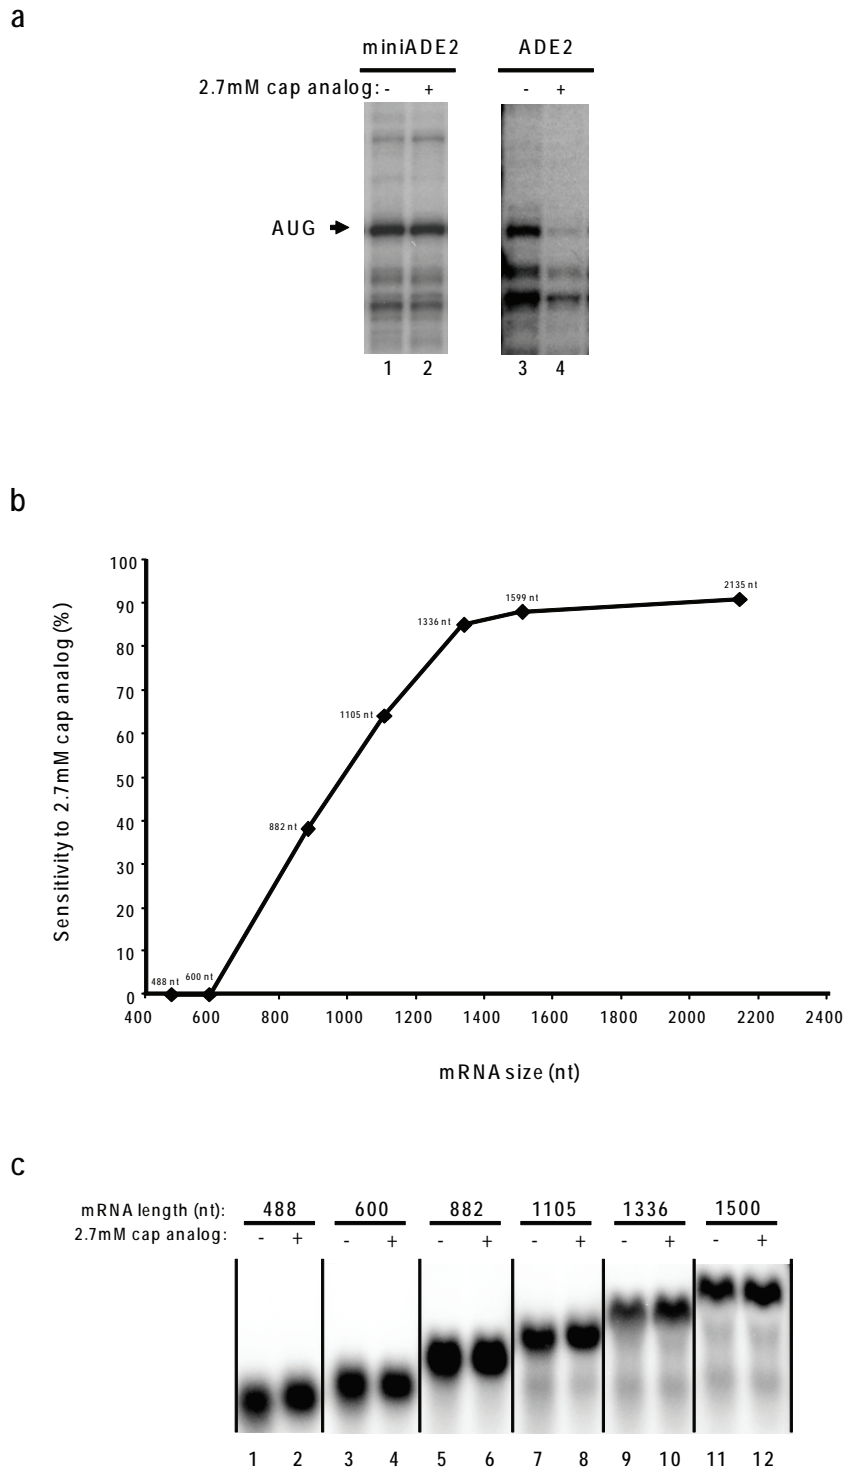 a
miniADE2 ADE2
2.7mM cap analog: - + - +
AUG
1 2 3 4
b
100
90
80
70
60
50
40
30
20
10
0
Sensitivity to 2.7mM cap analog (%)
488 nt
600 nt
882 nt
1105 nt
1336 nt
1599 nt
2135 nt
400 600 800 1000 1200 1400 1600 1800 2000 2200 2400
mRNA size (nt)
c
mRNA length (nt): 488 600 882 1105 1336 1500
2.7mM cap analog: - + - + - + - + - + - +
1 2 3 4 5 6 7 8 9 10 11 12